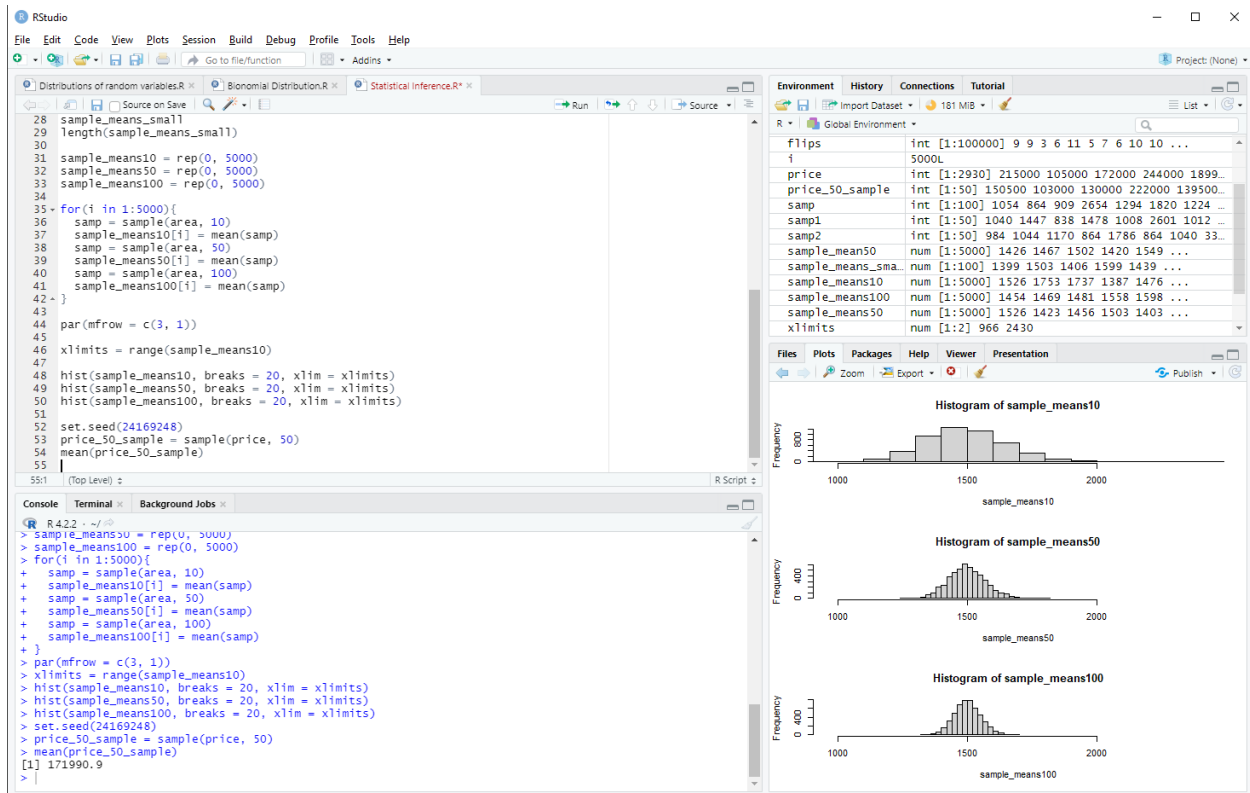 RStudio
File Edit Code View Plots Session Build Debug Profile Tools Help
Go to file/function Addins Project: (None)
Distributions of random variables.R Bionomial Distribution.R Statistical Inference.R*
Source on Save Run Source
28 sample_means_small
29 length(sample_means_small)
30
31 sample_means10 = rep(0, 5000)
32 sample_means50 = rep(0, 5000)
33 sample_means100 = rep(0, 5000)
34
35 for(i in 1:5000){
36 samp = sample(area, 10)
37 sample_means10[i] = mean(samp)
38 samp = sample(area, 50)
39 sample_means50[i] = mean(samp)
40 samp = sample(area, 100)
41 sample_means100[i] = mean(samp)
42 }
43
44 par(mfrow = c(3, 1))
45
46 xlimits = range(sample_means10)
47
48 hist(sample_means10, breaks = 20, xlim = xlimits)
49 hist(sample_means50, breaks = 20, xlim = xlimits)
50 hist(sample_means100, breaks = 20, xlim = xlimits)
51
52 set.seed(24169248)
53 price_50_sample = sample(price, 50)
54 mean(price_50_sample)
55
55:1 (Top Level) R Script
Console Terminal Background Jobs
R 4.2.2 · ~/
> sample_means50 = rep(0, 5000)
> sample_means100 = rep(0, 5000)
> for(i in 1:5000){
+ samp = sample(area, 10)
+ sample_means10[i] = mean(samp)
+ samp = sample(area, 50)
+ sample_means50[i] = mean(samp)
+ samp = sample(area, 100)
+ sample_means100[i] = mean(samp)
+ }
> par(mfrow = c(3, 1))
> xlimits = range(sample_means10)
> hist(sample_means10, breaks = 20, xlim = xlimits)
> hist(sample_means50, breaks = 20, xlim = xlimits)
> hist(sample_means100, breaks = 20, xlim = xlimits)
> set.seed(24169248)
> price_50_sample = sample(price, 50)
> mean(price_50_sample)
[1] 171990.9
>
Environment History Connections Tutorial
Import Dataset 181 MiB List
R Global Environment
flips int [1:100000] 9 9 3 6 11 5 7 6 10 10 ...
i 5000L
price int [1:2930] 215000 105000 172000 244000 1899…
price_50_sample int [1:50] 150500 103000 130000 222000 139500…
samp int [1:100] 1054 864 909 2654 1294 1820 1224 …
samp1 int [1:50] 1040 1447 838 1478 1008 2601 1012 …
samp2 int [1:50] 984 1044 1170 864 1786 864 1040 33…
sample_mean50 num [1:5000] 1426 1467 1502 1420 1549 ...
sample_means_sma… num [1:100] 1399 1503 1406 1599 1439 ...
sample_means10 num [1:5000] 1526 1753 1737 1387 1476 ...
sample_means100 num [1:5000] 1454 1469 1481 1558 1598 ...
sample_means50 num [1:5000] 1526 1423 1456 1503 1403 ...
xlimits num [1:2] 966 2430
Files Plots Packages Help Viewer Presentation
Zoom Export Publish
Histogram of sample_means10
Frequency
0 800
1000 1500 2000
sample_means10
Histogram of sample_means50
Frequency
0 400
1000 1500 2000
sample_means50
Histogram of sample_means100
Frequency
0 400
1000 1500 2000
sample_means100